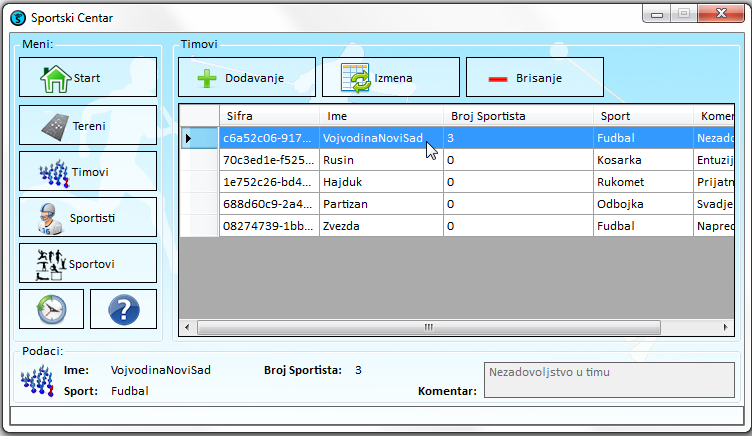 Sportski Centar
Meni:
Start
Tereni
Timovi
Sportisti
Sportovi
Timovi
Dodavanje Izmena Brisanje
Sifra Ime Broj Sportista Sport Komen
c6a52c06-917... VojvodinaNoviSad 3 Fudbal Nezado
70c3ed1e-f525... Rusin 0 Kosarka Entuzij
1e752c26-bd4... Hajduk 0 Rukomet Prijatn
688d60c9-2a4... Partizan 0 Odbojka Svadje
08274739-1bb... Zvezda 0 Fudbal Napred
Podaci:
Ime: VojvodinaNoviSad Broj Sportista: 3
Sport: Fudbal Komentar: Nezadovoljstvo u timu